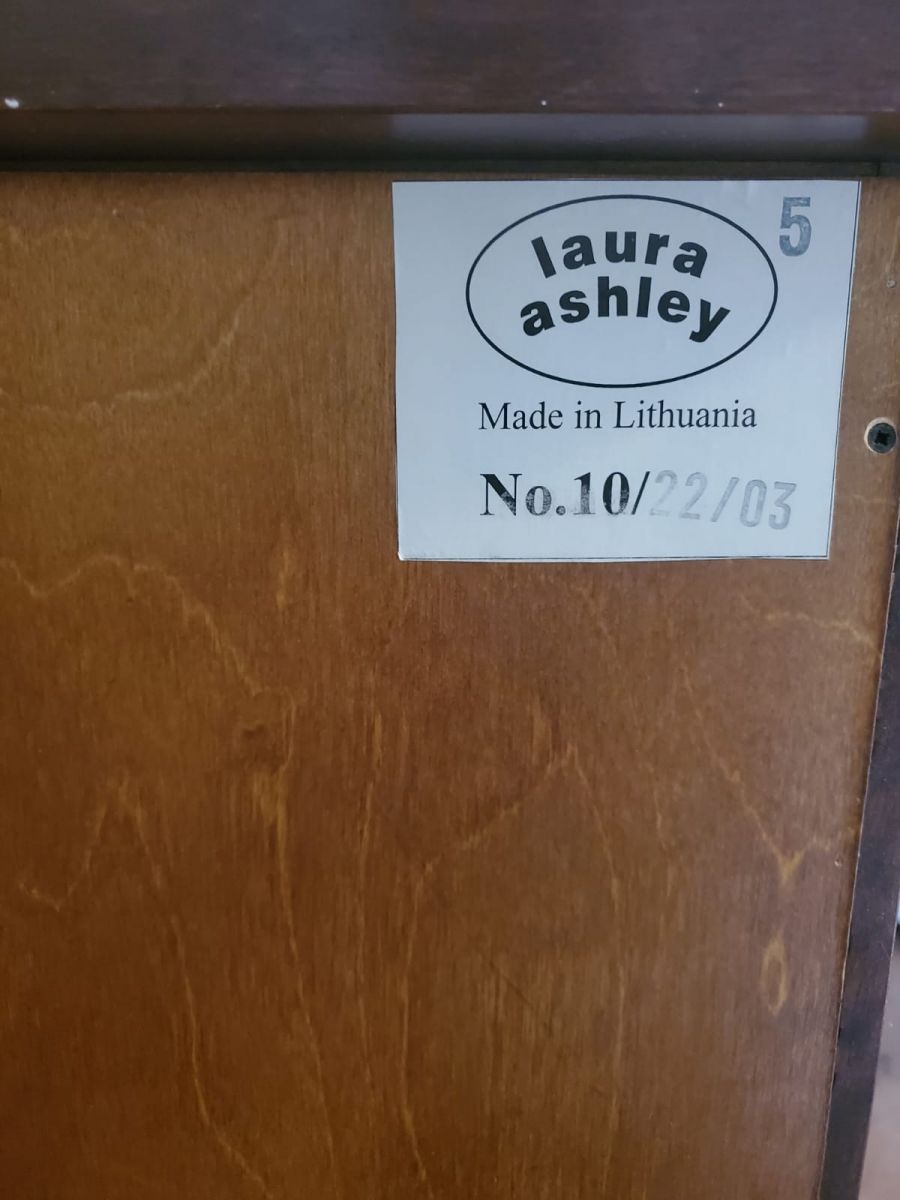 5
laura
ashley
Made in Lithuania
No.10/22/03